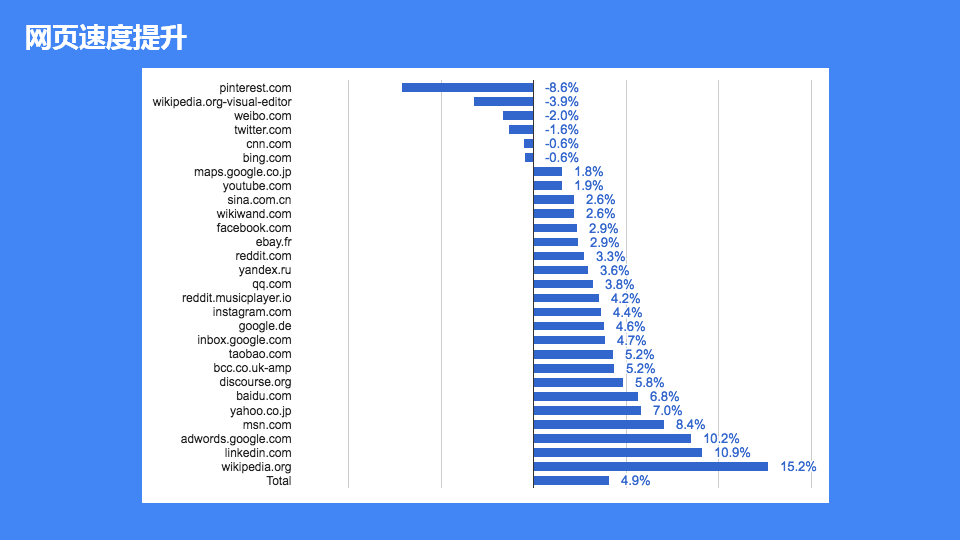 网页速度提升
pinterest.com -8.6%
wikipedia.org-visual-editor -3.9%
weibo.com -2.0%
twitter.com -1.6%
cnn.com -0.6%
bing.com -0.6%
maps.google.co.jp 1.8%
youtube.com 1.9%
sina.com.cn 2.6%
wikiwand.com 2.6%
facebook.com 2.9%
ebay.fr 2.9%
reddit.com 3.3%
yandex.ru 3.6%
qq.com 3.8%
reddit.musicplayer.io 4.2%
instagram.com 4.4%
google.de 4.6%
inbox.google.com 4.7%
taobao.com 5.2%
bcc.co.uk-amp 5.2%
discourse.org 5.8%
baidu.com 6.8%
yahoo.co.jp 7.0%
msn.com 8.4%
adwords.google.com 10.2%
linkedin.com 10.9%
wikipedia.org 15.2%
Total 4.9%